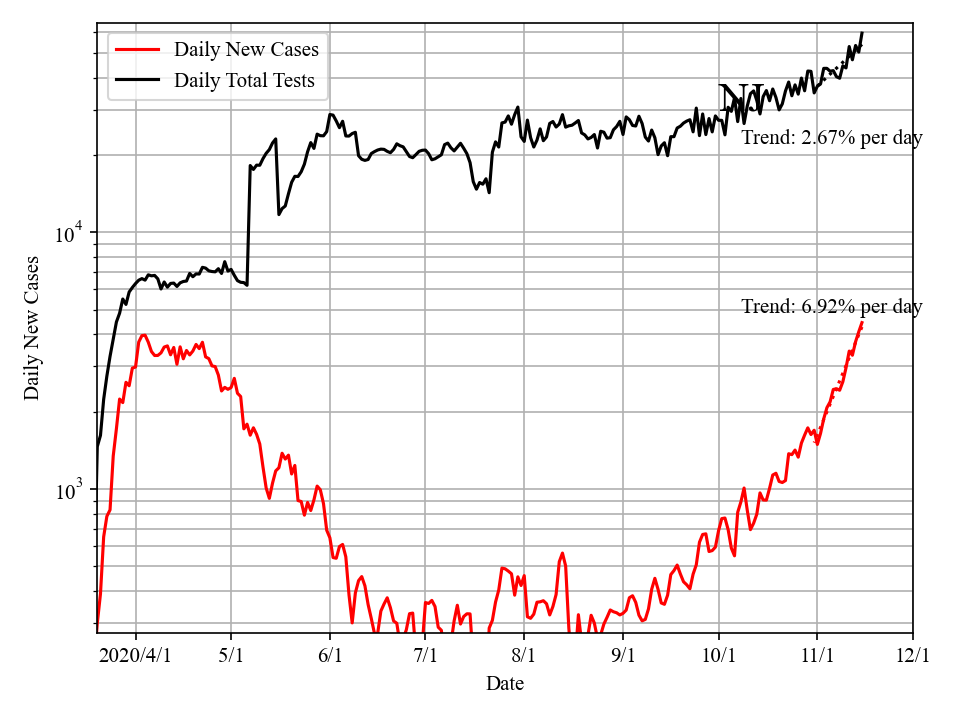 Daily New Cases
Daily Total Tests
NJ
Trend: 2.67% per day
Trend: 6.92% per day
10^4
10^3
Daily New Cases
2020/4/1 5/1 6/1 7/1 8/1 9/1 10/1 11/1 12/1
Date